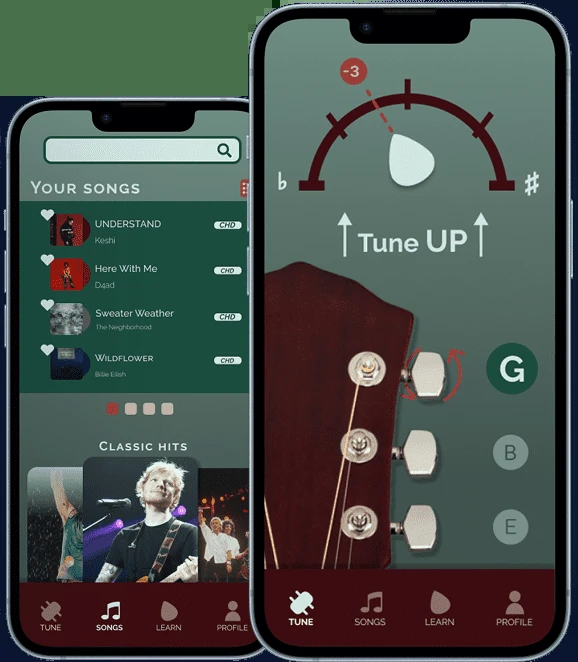 YOUR SONGS
UNDERSTAND
CHD
Keshi
Here With Me
CHD
D4ad
Sweater Weather
CHD
The Neighborhood
WILDFLOWER
CHD
Billie Eilish
CLASSIC HITS
TUNE
SONGS
LEARN
PROFILE
-3
♭
♯
Tune UP
G
B
E
TUNE
SONGS
LEARN
PROFILE